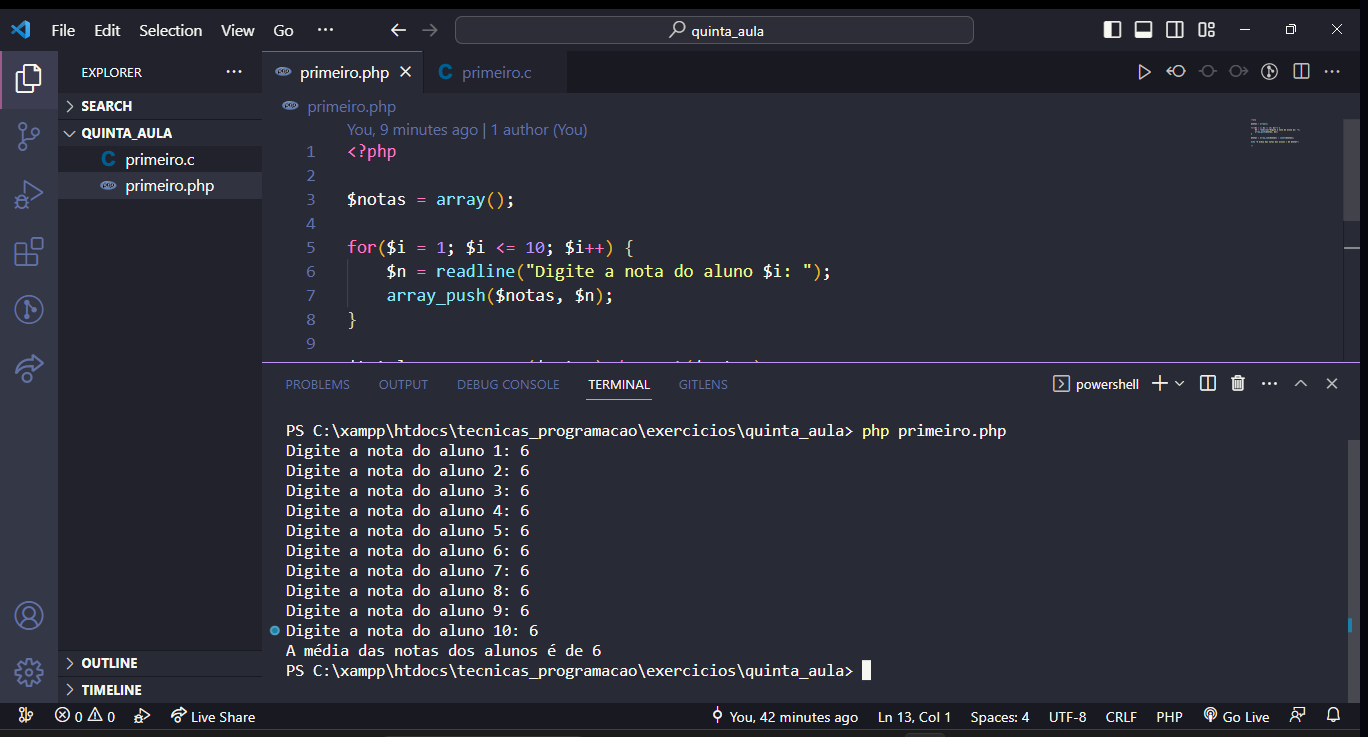 File Edit Selection View Go ··· quinta_aula
EXPLORER ···
SEARCH
QUINTA_AULA
C primeiro.c
php primeiro.php
OUTLINE
TIMELINE
php primeiro.php C primeiro.c
php primeiro.php
You, 9 minutes ago | 1 author (You)
1 <?php
2
3 $notas = array();
4
5 for($i = 1; $i <= 10; $i++) {
6 $n = readline("Digite a nota do aluno $i: ");
7 array_push($notas, $n);
8 }
9
PROBLEMS OUTPUT DEBUG CONSOLE TERMINAL GITLENS powershell
PS C:\xampp\htdocs\tecnicas_programacao\exercicios\quinta_aula> php primeiro.php
Digite a nota do aluno 1: 6
Digite a nota do aluno 2: 6
Digite a nota do aluno 3: 6
Digite a nota do aluno 4: 6
Digite a nota do aluno 5: 6
Digite a nota do aluno 6: 6
Digite a nota do aluno 7: 6
Digite a nota do aluno 8: 6
Digite a nota do aluno 9: 6
Digite a nota do aluno 10: 6
A média das notas dos alunos é de 6
PS C:\xampp\htdocs\tecnicas_programacao\exercicios\quinta_aula>
0 0 Live Share You, 42 minutes ago Ln 13, Col 1 Spaces: 4 UTF-8 CRLF PHP Go Live